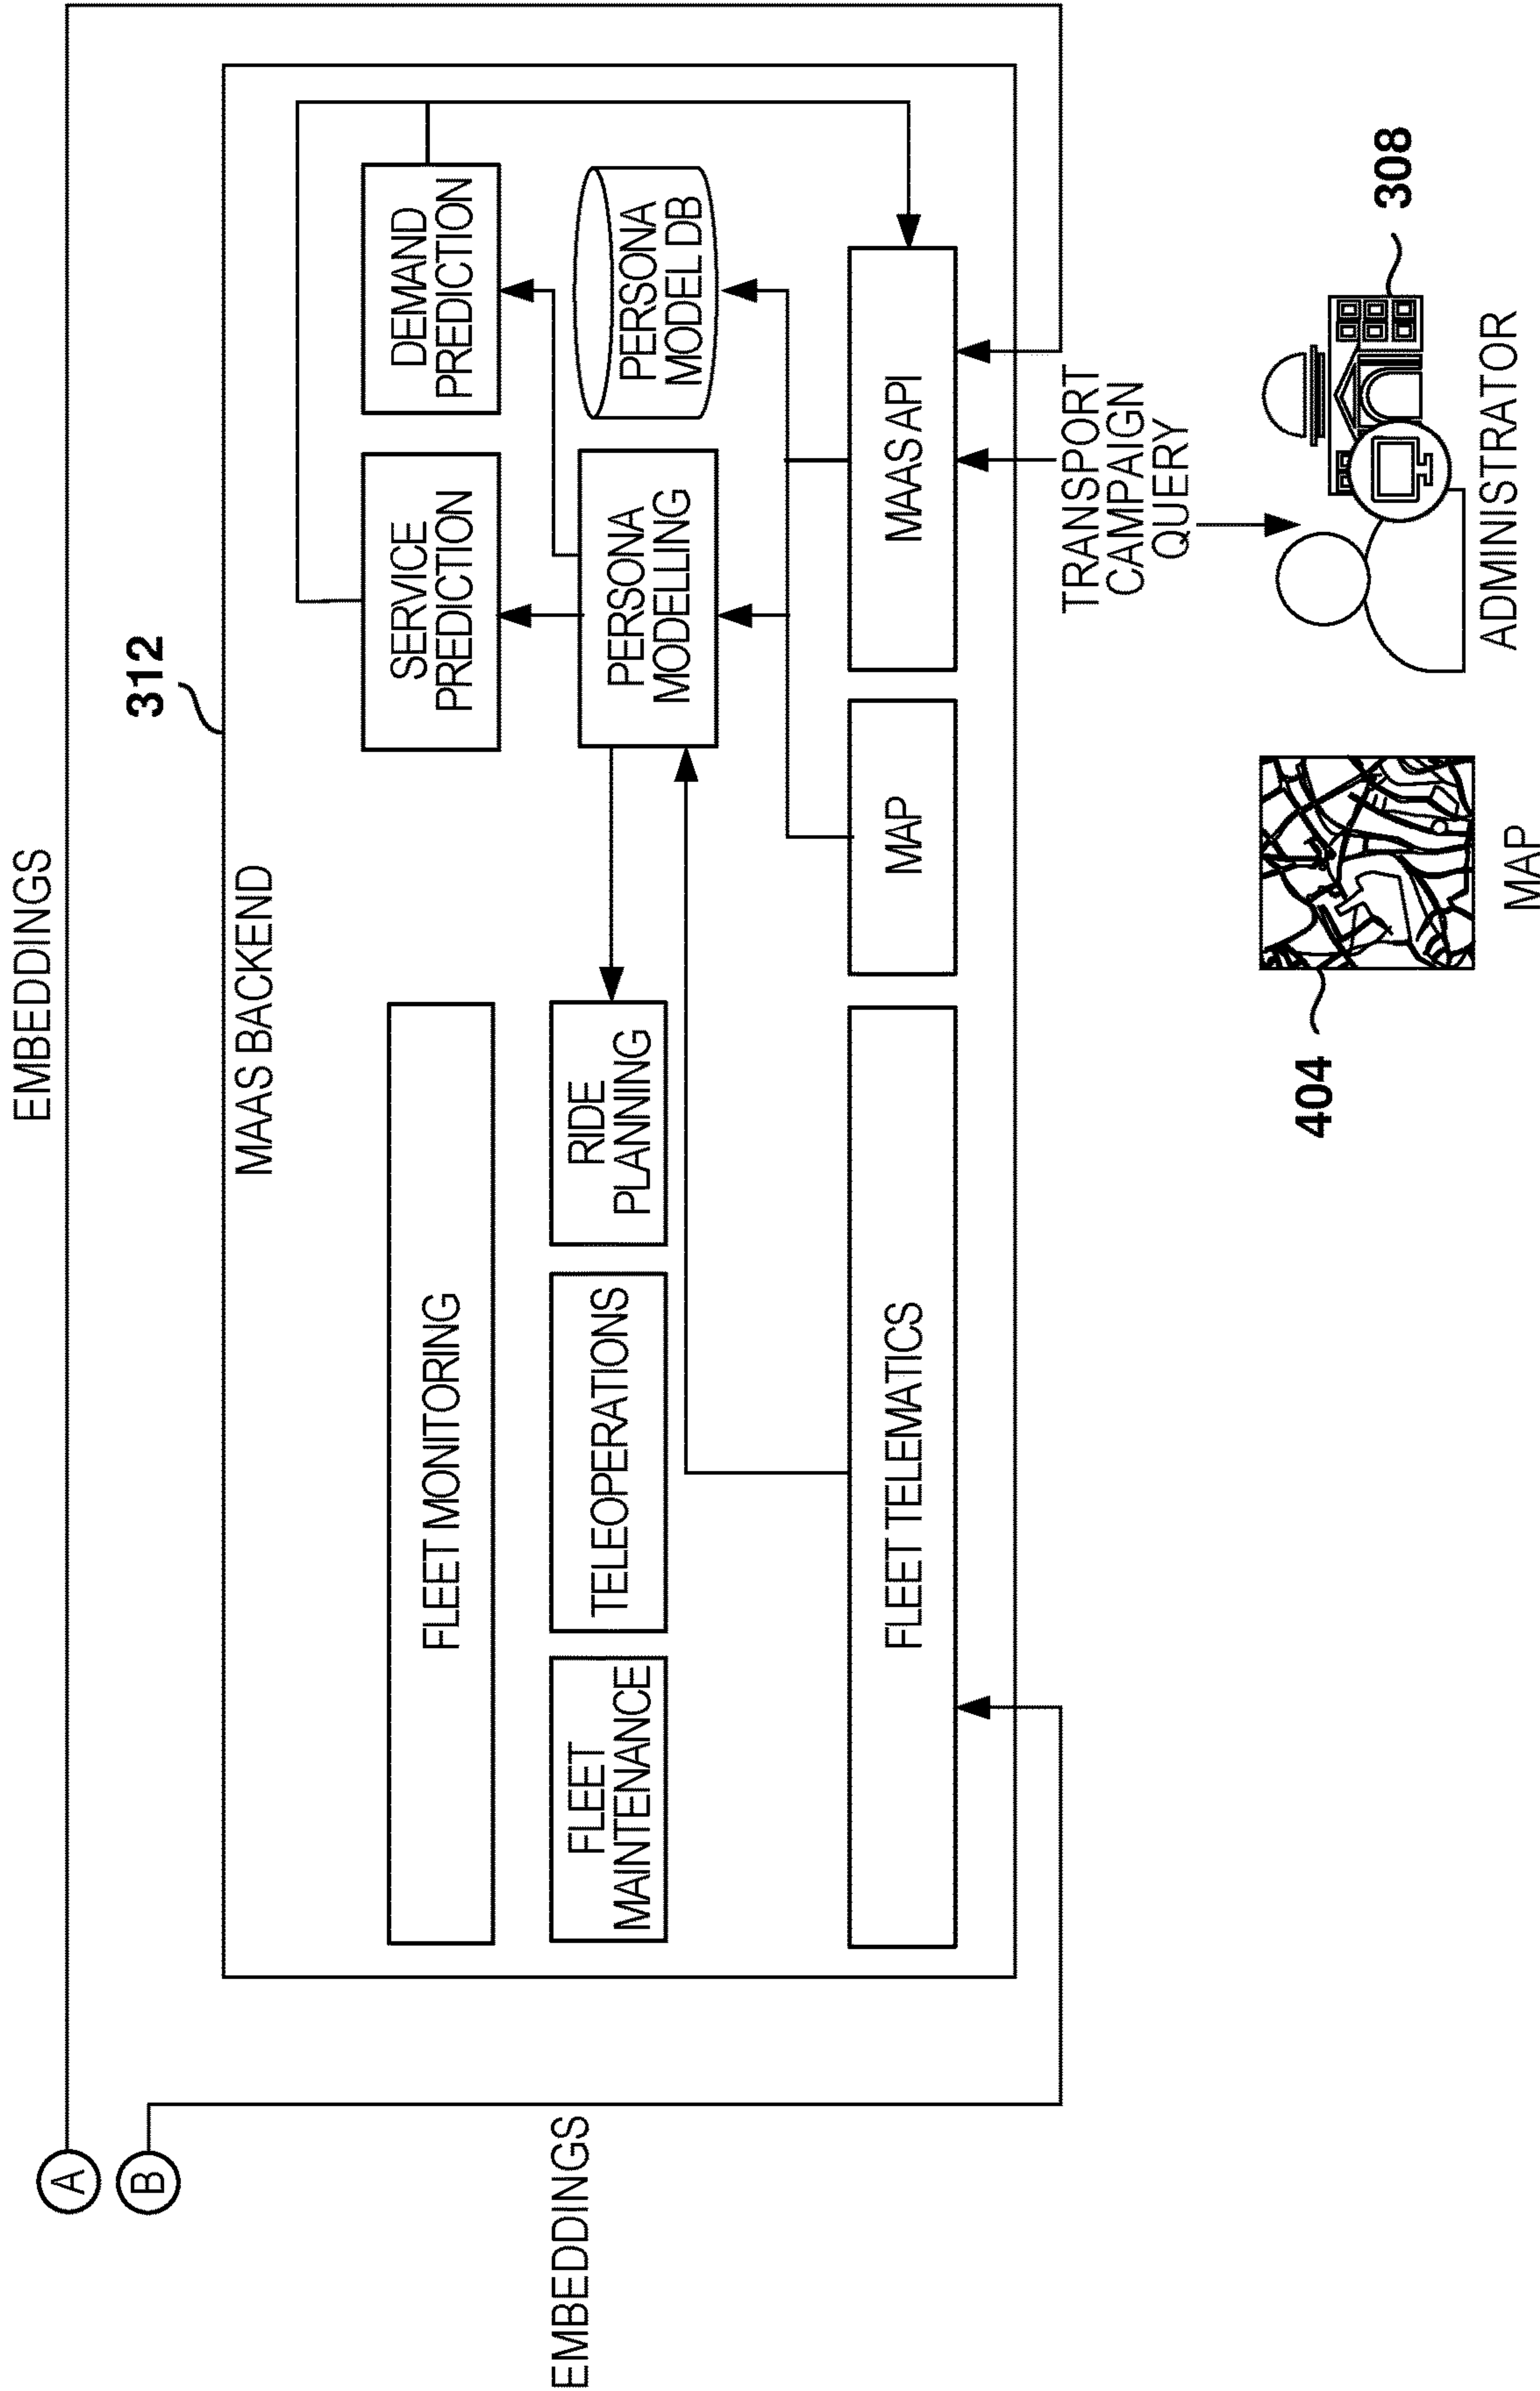 EMBEDDINGS
A
B
EMBEDDINGS
312
MAAS BACKEND
FLEET MONITORING
SERVICE
PREDICTION
DEMAND
PREDICTION
FLEET
MAINTENANCE
TELEOPERATIONS
RIDE
PLANNING
PERSONA
MODELLING
PERSONA
MODEL DB
FLEET TELEMATICS
MAP
MAAS API
TRANSPORT
CAMPAIGN
QUERY
404
MAP
308
ADMINISTRATOR